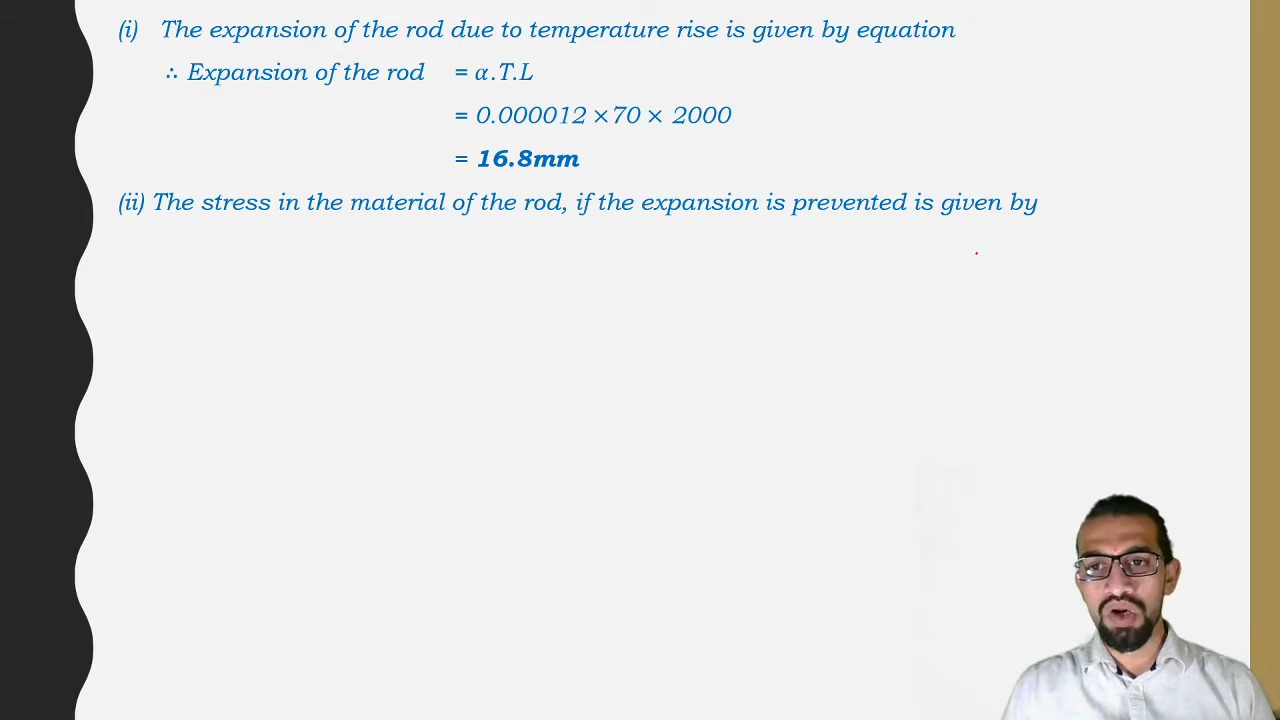 (i) The expansion of the rod due to temperature rise is given by equation
∴ Expansion of the rod = α.T.L
= 0.000012 ×70 × 2000
= 16.8mm
(ii) The stress in the material of the rod, if the expansion is prevented is given by